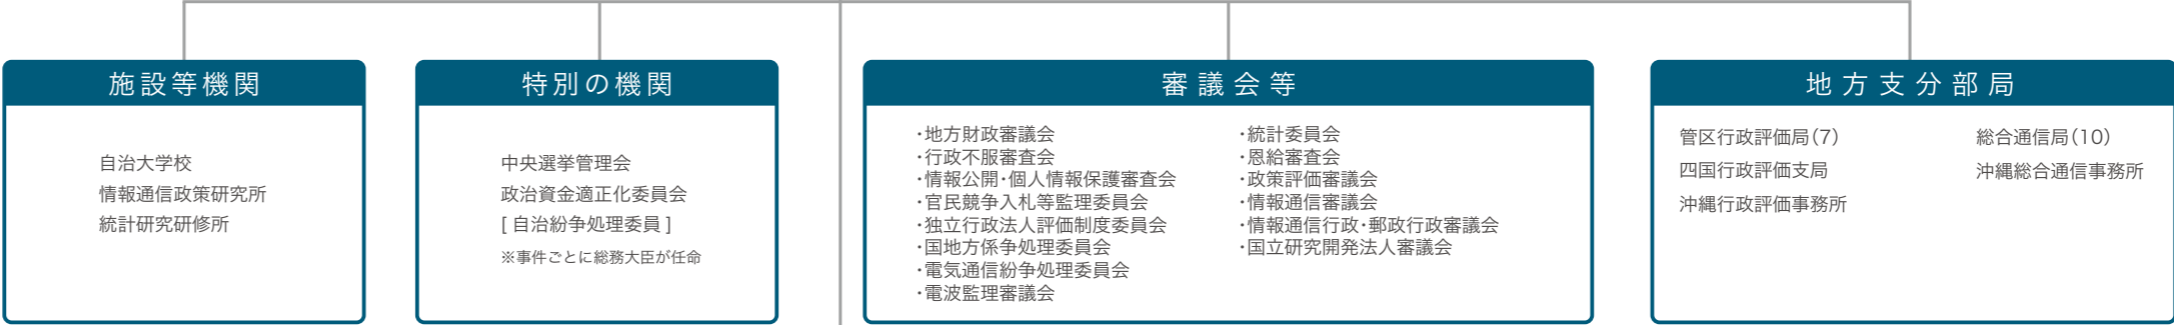 施設等機関
自治大学校
情報通信政策研究所
統計研究研修所
特別の機関
中央選挙管理会
政治資金適正化委員会
[ 自治紛争処理委員 ]
※事件ごとに総務大臣が任命
審議会等
・地方財政審議会
・行政不服審査会
・情報公開・個人情報保護審査会
・官民競争入札等監理委員会
・独立行政法人評価制度委員会
・国地方係争処理委員会
・電気通信紛争処理委員会
・電波監理審議会
・統計委員会
・恩給審査会
・政策評価審議会
・情報通信審議会
・情報通信行政・郵政行政審議会
・国立研究開発法人審議会
地方支分部局
管区行政評価局（7）
四国行政評価支局
沖縄行政評価事務所
総合通信局（10）
沖縄総合通信事務所